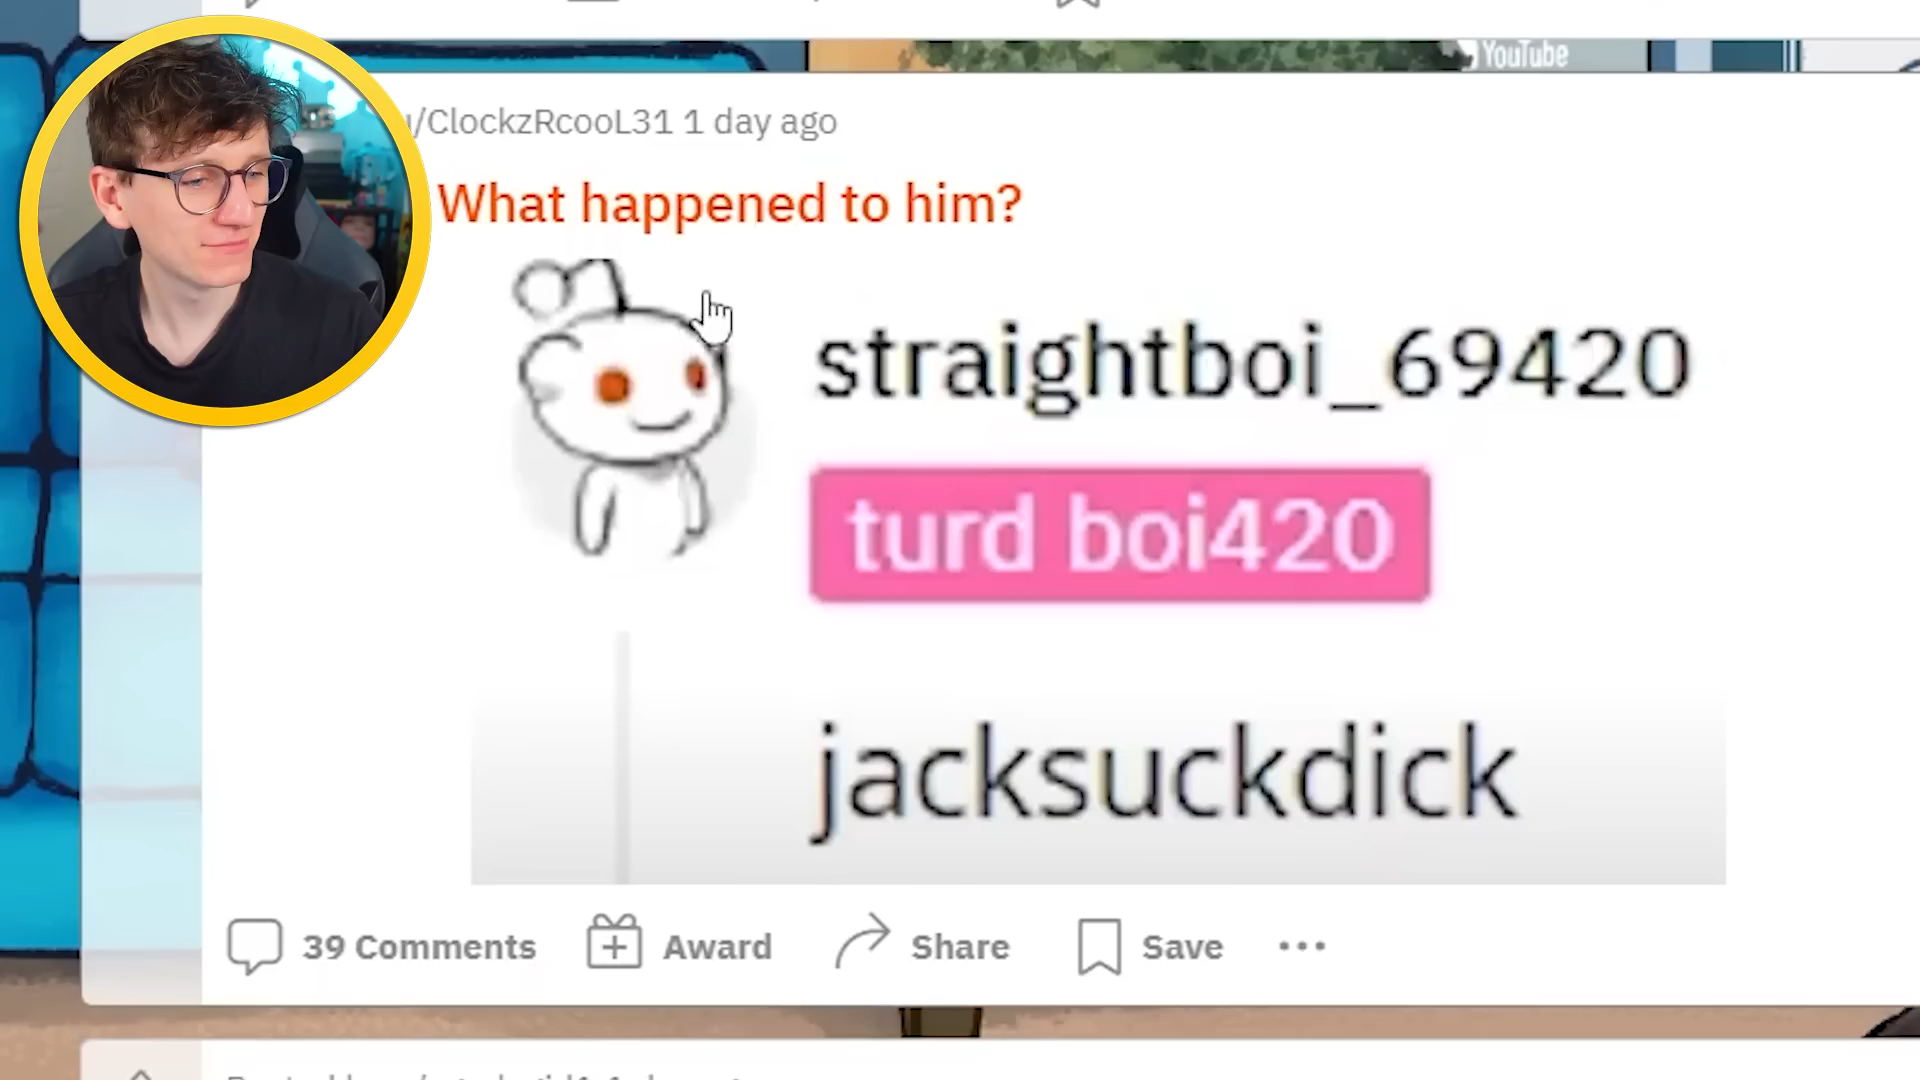 YouTube
u/ClockzRcooL31 1 day ago
What happened to him?
straightboi_69420
turd boi420
jacksuckdick
39 Comments Award Share Save